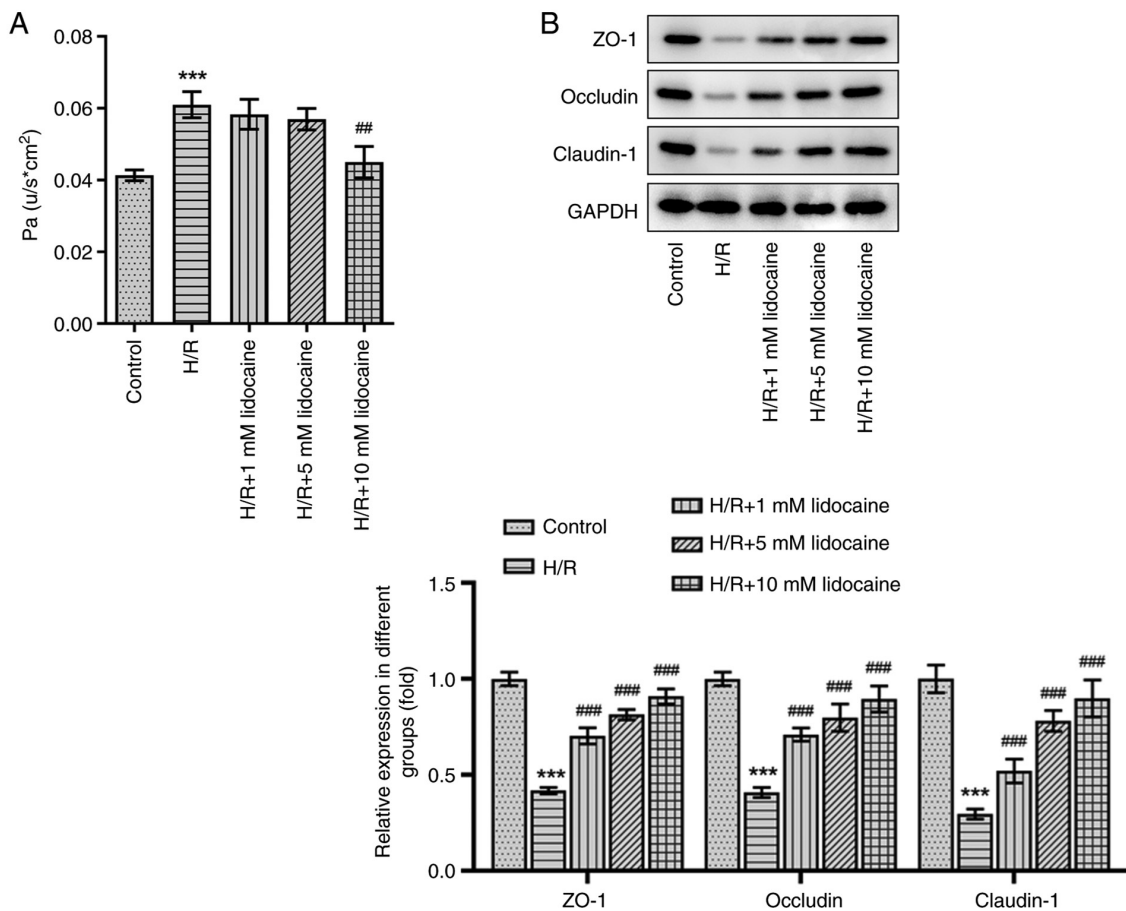 A
Pa (u/s*cm²)
0.08
0.06
0.04
0.02
0.00
***
##
Control
H/R
H/R+1 mM lidocaine
H/R+5 mM lidocaine
H/R+10 mM lidocaine
B
ZO-1
Occludin
Claudin-1
GAPDH
Control
H/R
H/R+1 mM lidocaine
H/R+5 mM lidocaine
H/R+10 mM lidocaine
Control
H/R
H/R+1 mM lidocaine
H/R+5 mM lidocaine
H/R+10 mM lidocaine
Relative expression in different
groups (fold)
1.5
1.0
0.5
0.0
***
###
###
###
***
###
###
###
***
###
###
###
ZO-1
Occludin
Claudin-1